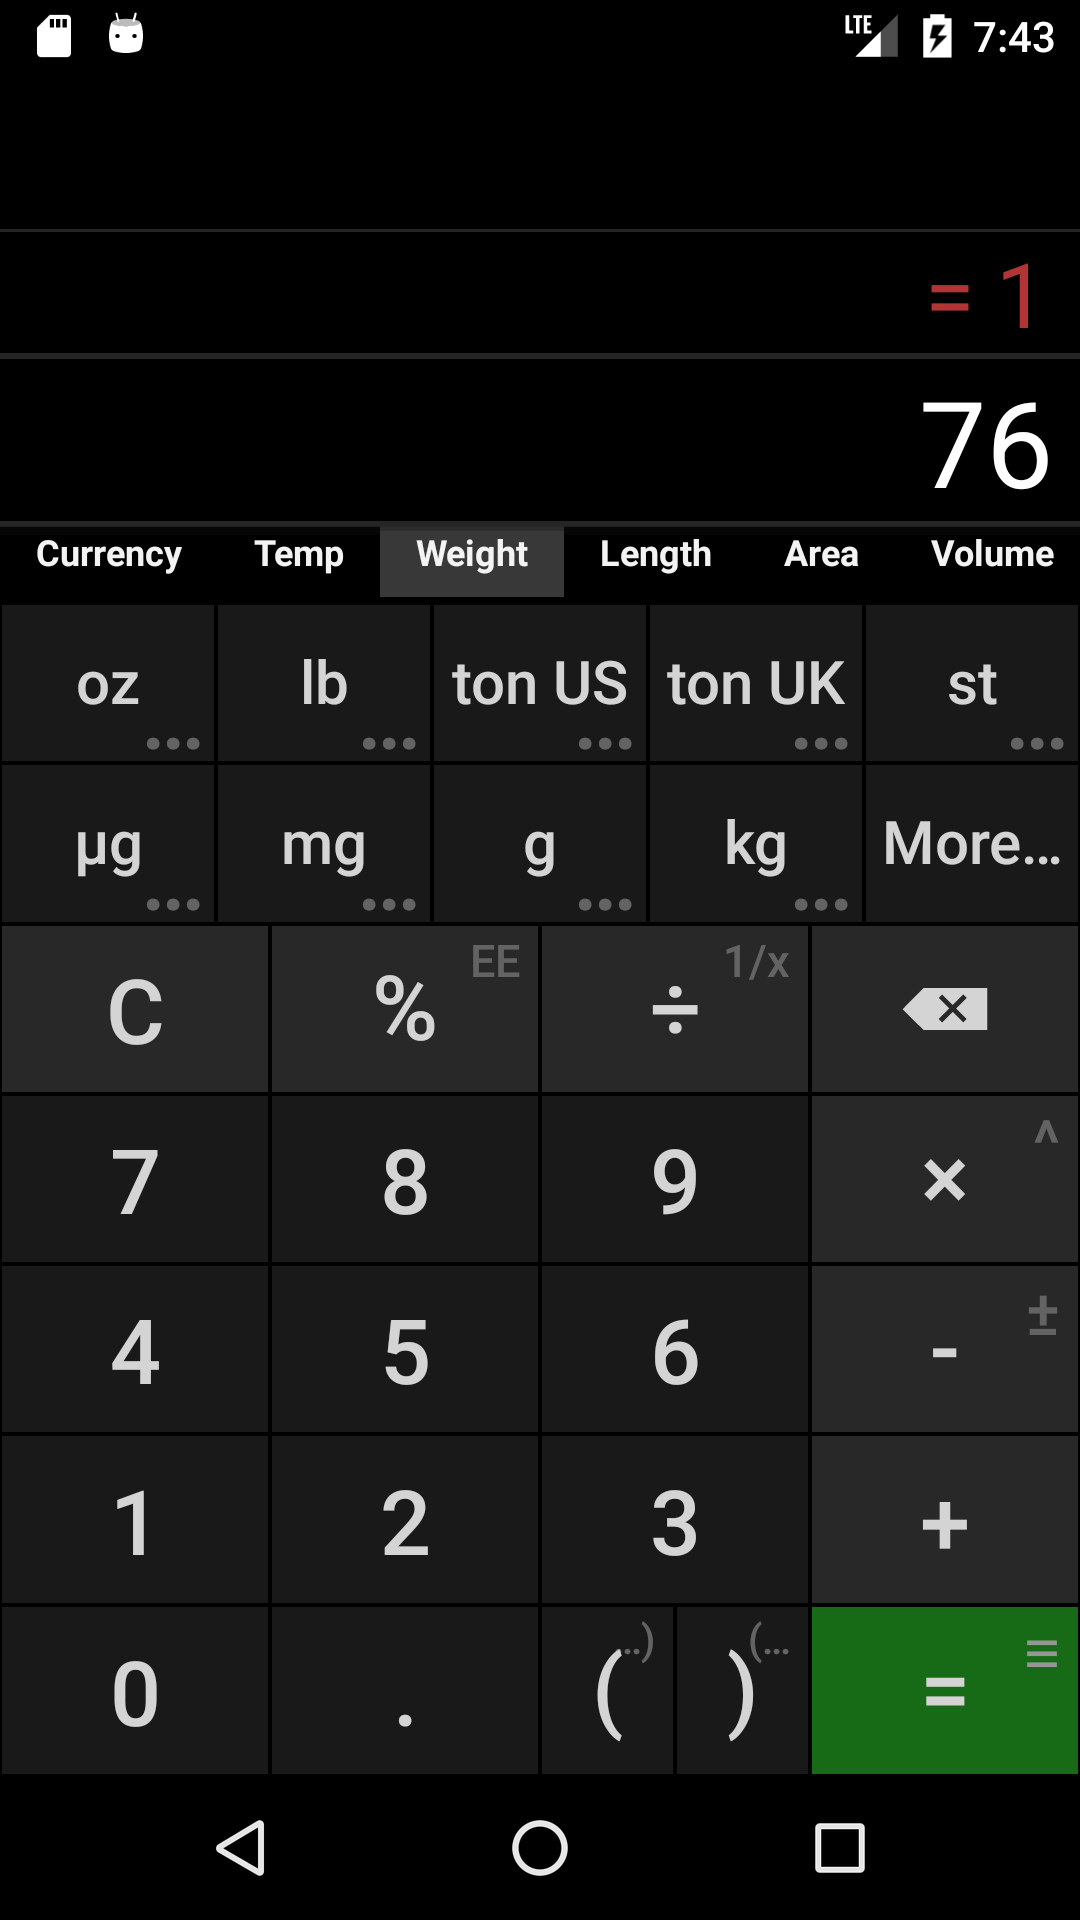 LTE 7:43
= 1
76
Currency Temp Weight Length Area Volume
oz lb ton US ton UK st
µg mg g kg More...
C % EE ÷ 1/x
7 8 9 × ^
4 5 6 - ±
1 2 3 +
0 . ( ..) ) (... =